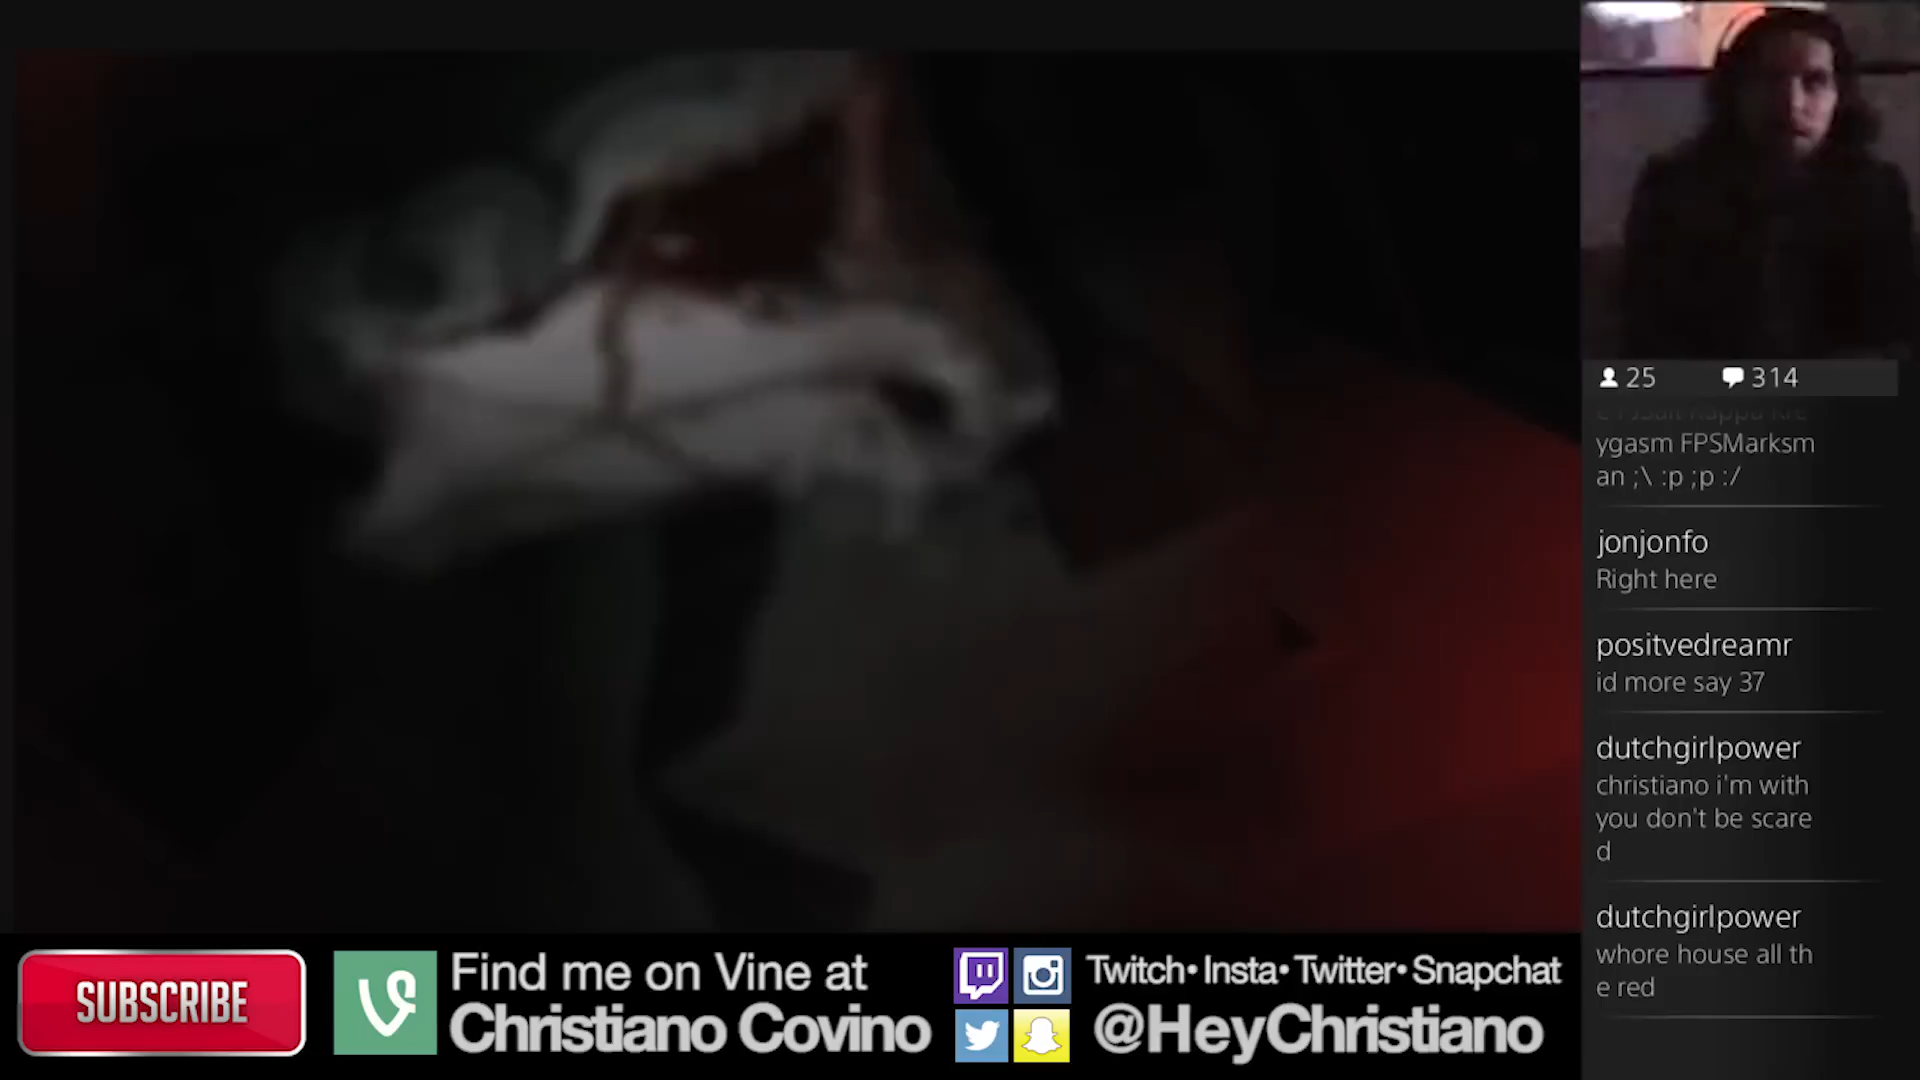 25
314
ygasm FPSMarksm
an ;\ :p ;p :/
jonjonfo
Right here
positvedreamr
id more say 37
dutchgirlpower
christiano i'm with
you don't be scare
d
dutchgirlpower
whore house all th
e red
SUBSCRIBE
Find me on Vine at
Christiano Covino
Twitch• Insta• Twitter• Snapchat
@HeyChristiano